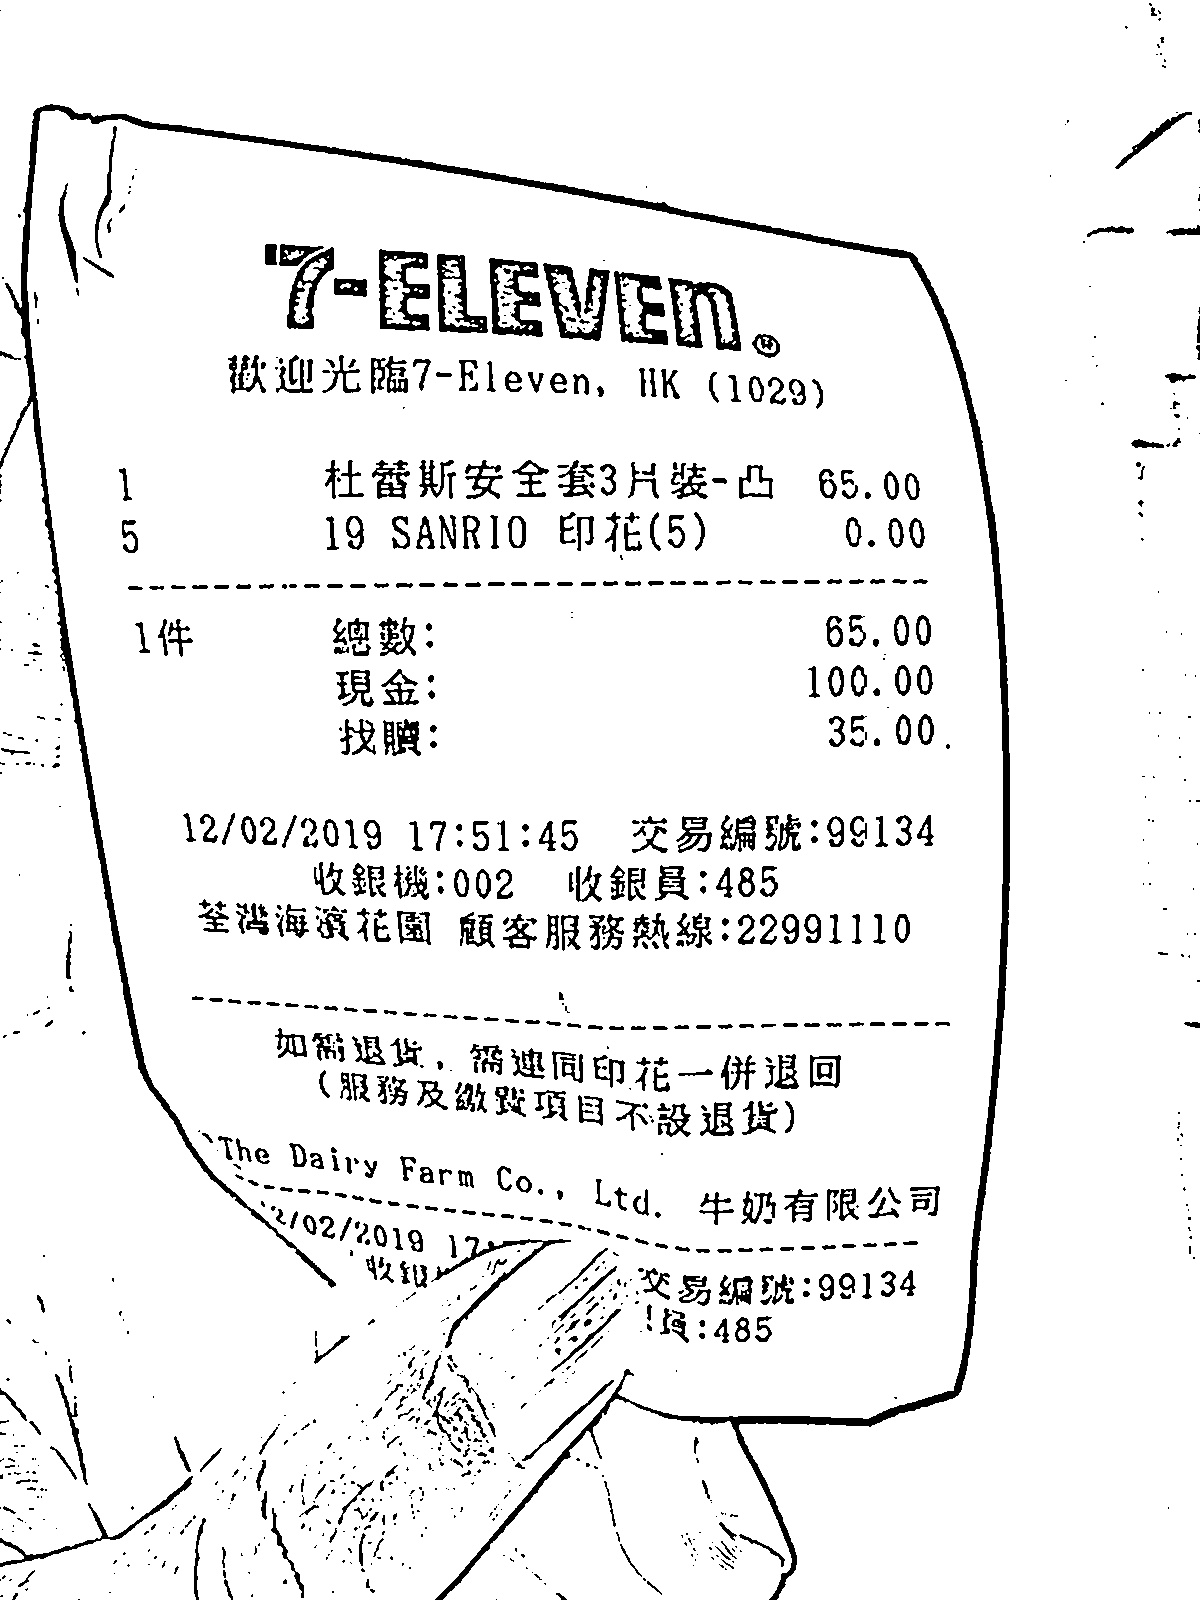 7-ELEVEN®
歡迎光臨7-Eleven, HK (1029)
1 杜蕾斯安全套3片裝-凸 65.00
5 19 SANRIO 印花(5) 0.00
1件 總數: 65.00
現金: 100.00
找贖: 35.00
12/02/2019 17:51:45 交易編號:99134
收銀機:002 收銀員:485
荃灣海濱花園 顧客服務熱線:22991110
如需退貨, 需連同印花一併退回
(服務及繳費項目不設退貨)
The Dairy Farm Co., Ltd. 牛奶有限公司
2/02/2019 17: 交易編號:99134
收銀 員:485